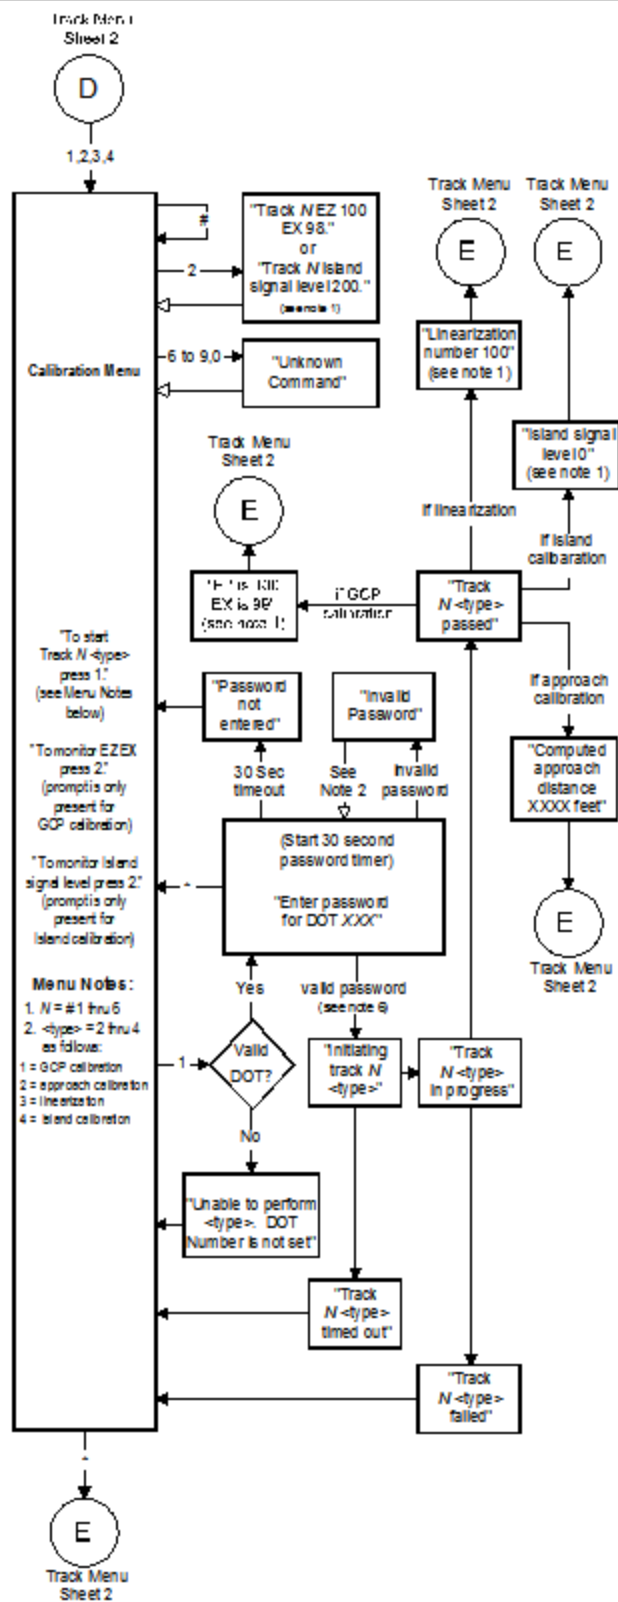 Track Menu
Sheet 2
D
1,2,3,4
#
"Track N EZ 100
EX 98."
or
"Track N Island
signal level 200."
(see note 1)
2
Calibration Menu
6 to 9,0
"Unknown
Command"
Track Menu
Sheet 2
E
Track Menu
Sheet 2
E
"Linearization
number 100"
(see note 1)
"Island signal
level 0"
(see note 1)
Track Menu
Sheet 2
E
If linearization
If Island
calibaration
EX is 98"
(see note 1)
if GCP
calibration
"Track
N <type>
passed"
"To start
Track N <type>
press 1."
(see Menu Notes
below)
"Password
not
entered"
"Invalid
Password"
If approach
calibration
30 Sec
timeout
See
Note 2
Invalid
password
"Computed
approach
distance
XXXX feet"
"To monitor EZ EX
press 2."
(prompt is only
present for
GCP calibration)
(Start 30 second
password timer)
"Enter password
for DOT XXX"
*
"To monitor Island
signal level press 2."
(prompt is only
present for
Island calibration)
E
Track Menu
Sheet 2
Menu Notes:
1. N = # 1 thru 6
2. <type> = 2 thru 4
as follows:
1 = GCP calibration
2 = approach calibration
3 = linearization
4 = Island calibration
Yes
valid password
(see note 6)
1
Valid
DOT?
"Initiating
track N
<type>"
"Track
N <type>
in progress"
No
"Unable to perform
<type>. DOT
Number is not set"
"Track
N <type>
timed out"
"Track
N <type>
failed"
*
E
Track Menu
Sheet 2